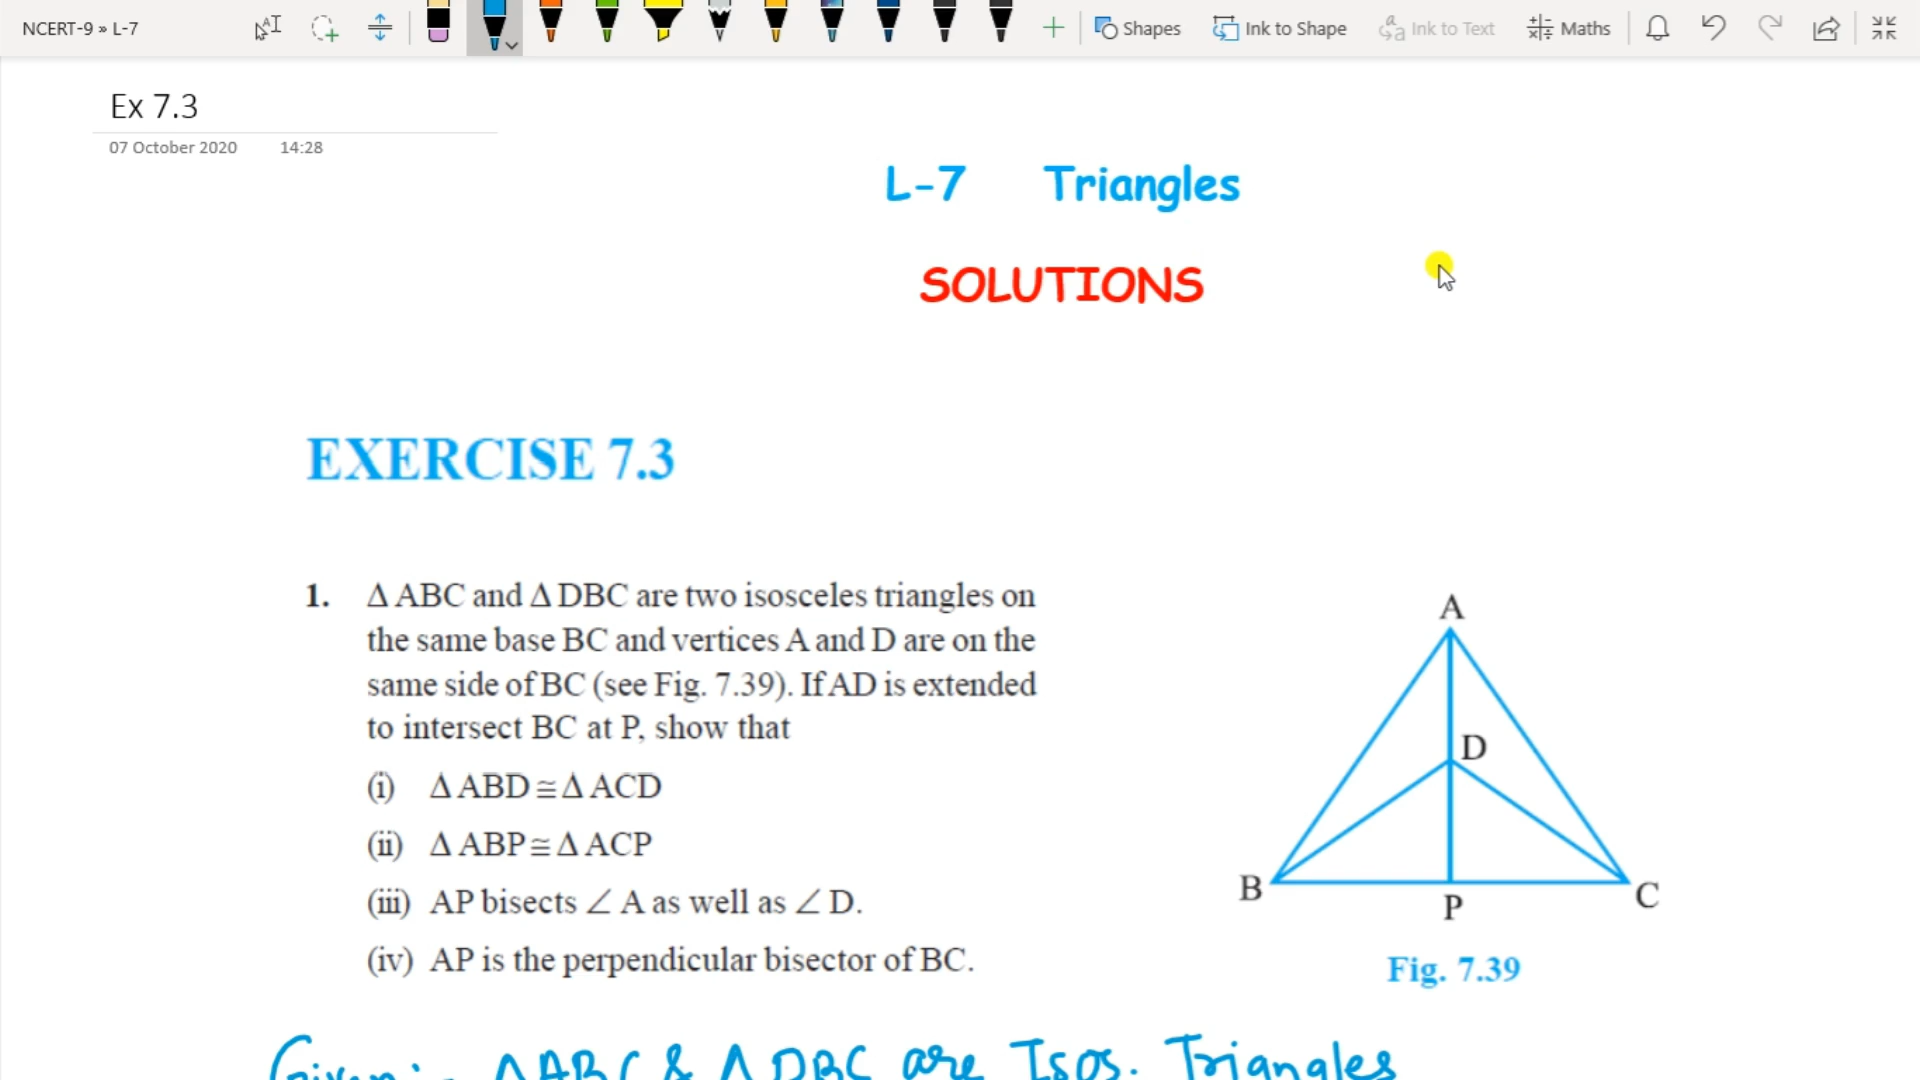 NCERT-9 » L-7
Shapes
Ink to Shape
Ink to Text
Maths
Ex 7.3
07 October 2020 14:28
L-7 Triangles
SOLUTIONS
EXERCISE 7.3
1. Δ ABC and Δ DBC are two isosceles triangles on
the same base BC and vertices A and D are on the
same side of BC (see Fig. 7.39). If AD is extended
to intersect BC at P, show that
(i) Δ ABD ≅ Δ ACD
(ii) Δ ABP ≅ Δ ACP
(iii) AP bisects ∠ A as well as ∠ D.
(iv) AP is the perpendicular bisector of BC.
A
D
B
C
P
Fig. 7.39
Given:- Δ ABC & Δ DBC are Isos. Triangles